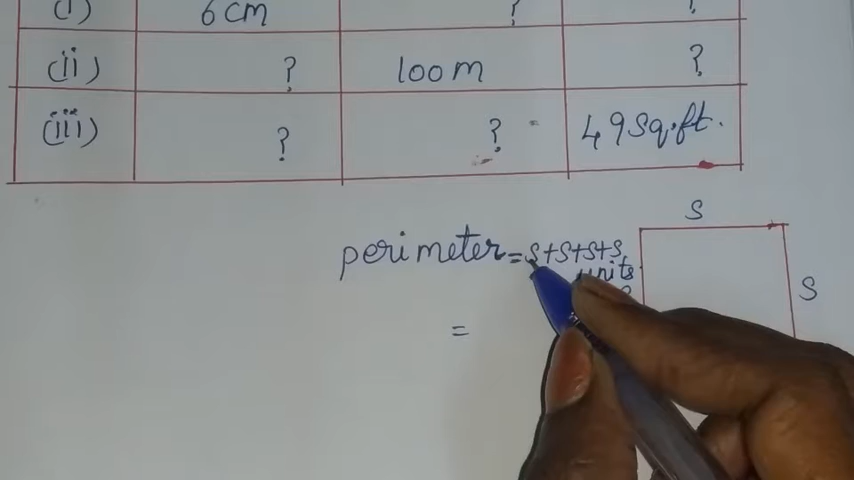 (i) 6cm ? ?
(ii) ? 100m ?
(iii) ? ? 49sq.ft.
S
perimeter=S+S+S+S
units
S
=